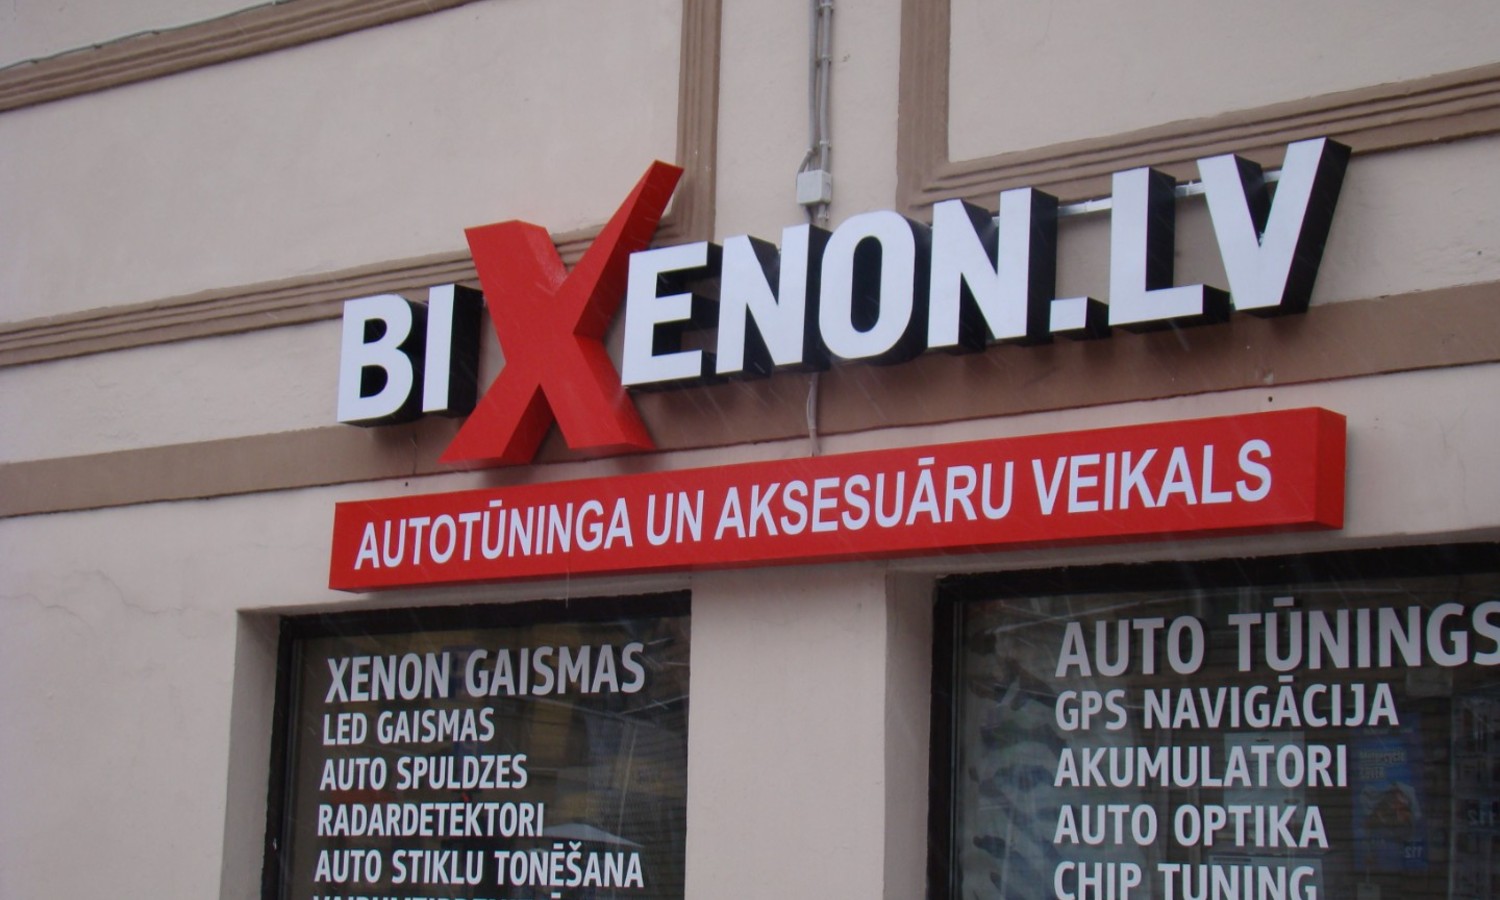 BIXENON.LV
AUTOTŪNINGA UN AKSESUĀRU VEIKALS
XENON GAISMAS
LED GAISMAS
AUTO SPULDZES
RADARDETEKTORI
AUTO STIKLU TONĒŠANA
AUTO TŪNINGS
GPS NAVIGĀCIJA
AKUMULATORI
AUTO OPTIKA
CHIP TUNING